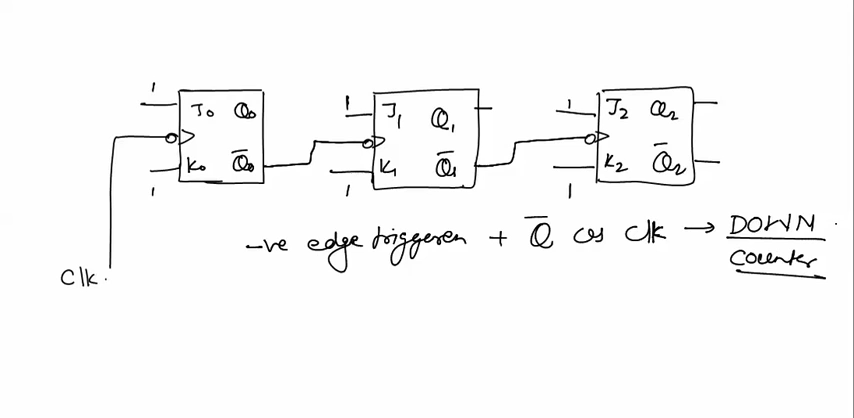 1 1 1
J₀ Q₀ J₁ Q₁ J₂ Q₂
K₀ Q̅₀ K₁ Q̅₁ K₂ Q̅₂
1 1 1
-ve edge triggeren + Q̅ as clk → DOWN
Counter
Clk.